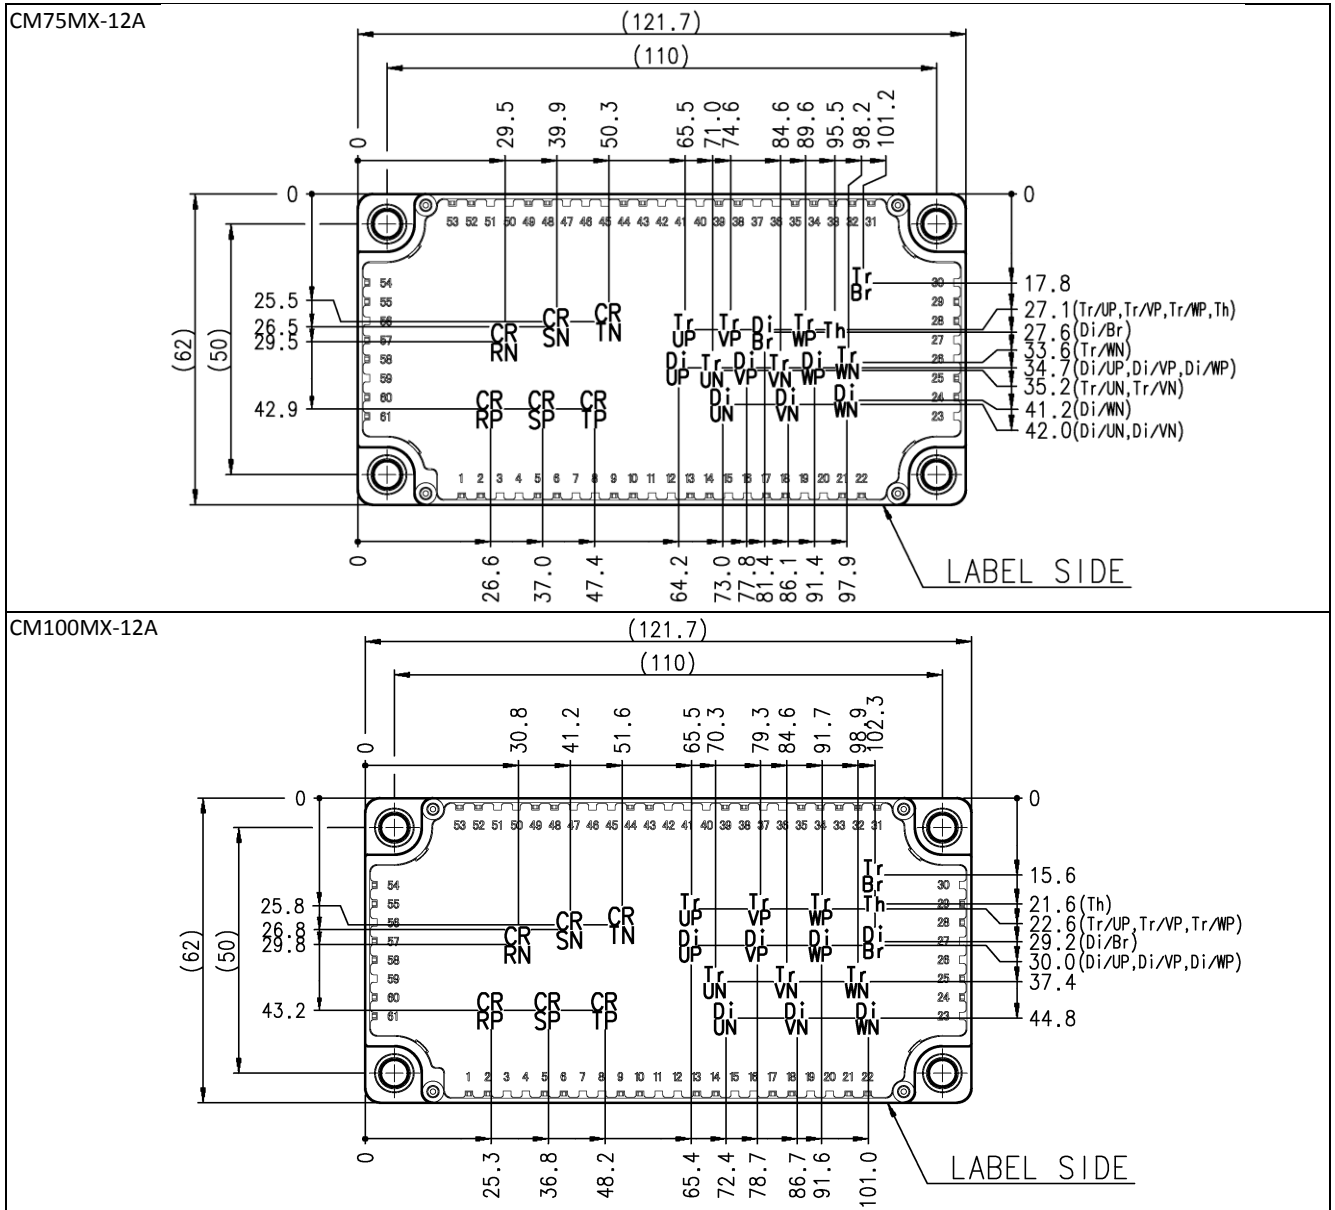 CM75MX-12A
(121.7)
(110)
0 29.5 39.9 50.3 65.5 71.0 74.6 84.6 89.6 95.5 98.2 101.2
0 0
53 52 51 50 49 48 47 46 45 44 43 42 41 40 39 38 37 36 35 34 33 32 31
(62) (50)
54 55 56 57 58 59 60 61
30 29 28 27 26 25 24 23
25.5
26.5
29.5
42.9
CR RN
CR SN
CR TN
Tr UP
Tr VP
Di Br
Tr WP
Th
Tr Br
Di UP
Tr UN
Di VP
Tr VN
Di WP
Tr WN
CR RP
CR SP
CR TP
Di UN
Di VN
Di WN
17.8
27.1(Tr/UP,Tr/VP,Tr/WP,Th)
27.6(Di/Br)
33.6(Tr/WN)
34.7(Di/UP,Di/VP,Di/WP)
35.2(Tr/UN,Tr/VN)
41.2(Di/WN)
42.0(Di/UN,Di/VN)
1 2 3 4 5 6 7 8 9 10 11 12 13 14 15 16 17 18 19 20 21 22
0 26.6 37.0 47.4 64.2 73.0 77.8 81.4 86.1 91.4 97.9
LABEL SIDE
CM100MX-12A
(121.7)
(110)
0 30.8 41.2 51.6 65.5 70.3 79.3 84.6 91.7 98.9 102.3
0 0
53 52 51 50 49 48 47 46 45 44 43 42 41 40 39 38 37 36 35 34 33 32 31
(62) (50)
54 55 56 57 58 59 60 61
30 29 28 27 26 25 24 23
25.8
26.8
29.8
43.2
CR RN
CR SN
CR TN
Tr UP
Tr VP
Tr WP
Tr Br
Th
Di UP
Di VP
Di WP
Di Br
Tr UN
Tr VN
Tr WN
CR RP
CR SP
CR TP
Di UN
Di VN
Di WN
15.6
21.6(Th)
22.6(Tr/UP,Tr/VP,Tr/WP)
29.2(Di/Br)
30.0(Di/UP,Di/VP,Di/WP)
37.4
44.8
1 2 3 4 5 6 7 8 9 10 11 12 13 14 15 16 17 18 19 20 21 22
0 25.3 36.8 48.2 65.4 72.4 78.7 86.7 91.6 101.0
LABEL SIDE